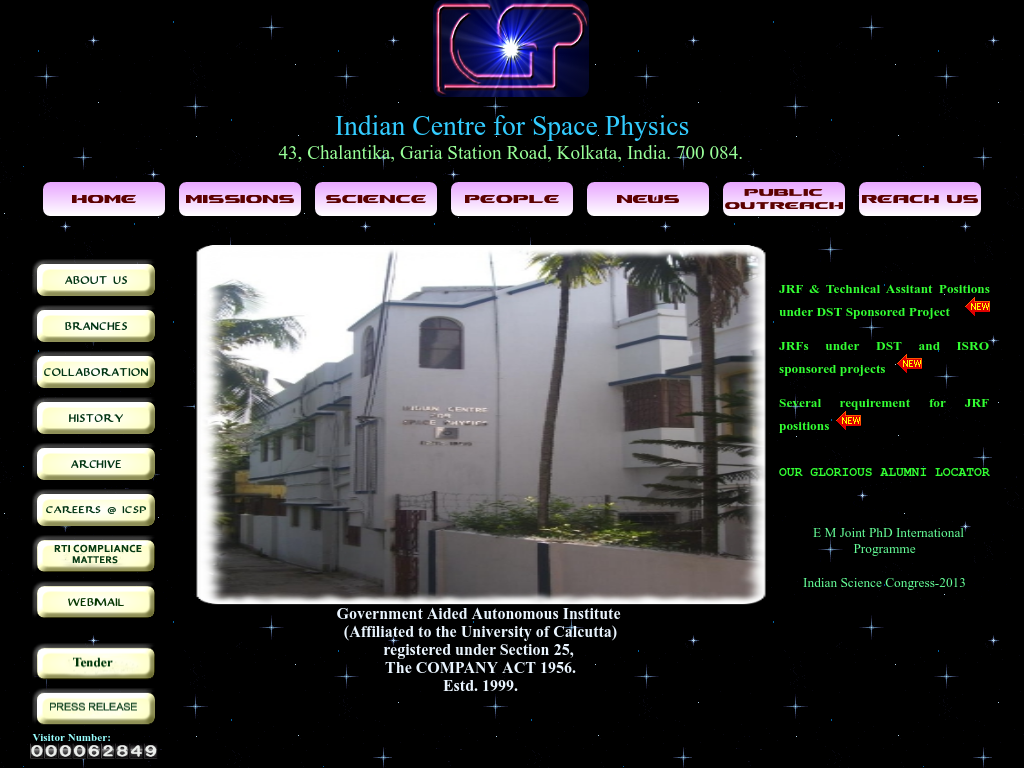 Indian Centre for Space Physics
43, Chalantika, Garia Station Road, Kolkata, India. 700 084.
HOME MISSIONS SCIENCE PEOPLE NEWS PUBLIC OUTREACH REACH US
ABOUT US
BRANCHES
COLLABORATION
HISTORY
ARCHIVE
CAREERS @ ICSP
RTI COMPLIANCE
MATTERS
WEBMAIL
Tender
PRESS RELEASE
Visitor Number:
000062849
INDIAN CENTRE
FOR
SPACE PHYSICS
Government Aided Autonomous Institute
(Affiliated to the University of Calcutta)
registered under Section 25,
The COMPANY ACT 1956.
Estd. 1999.
JRF & Technical Assitant Positions
under DST Sponsored Project NEW
JRFs under DST and ISRO
sponsored projects NEW
Several requirement for JRF
positions NEW
OUR GLORIOUS ALUMNI LOCATOR
E M Joint PhD International
Programme
Indian Science Congress-2013